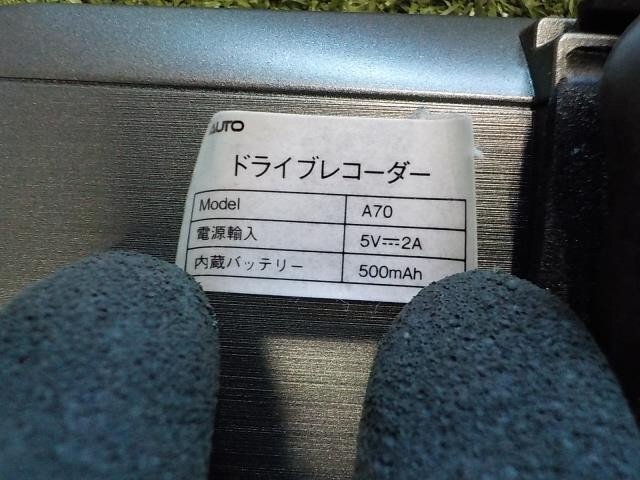 AUTO
ドライブレコーダー
Model A70
電源輸入 5V⎓2A
内蔵バッテリー 500mAh